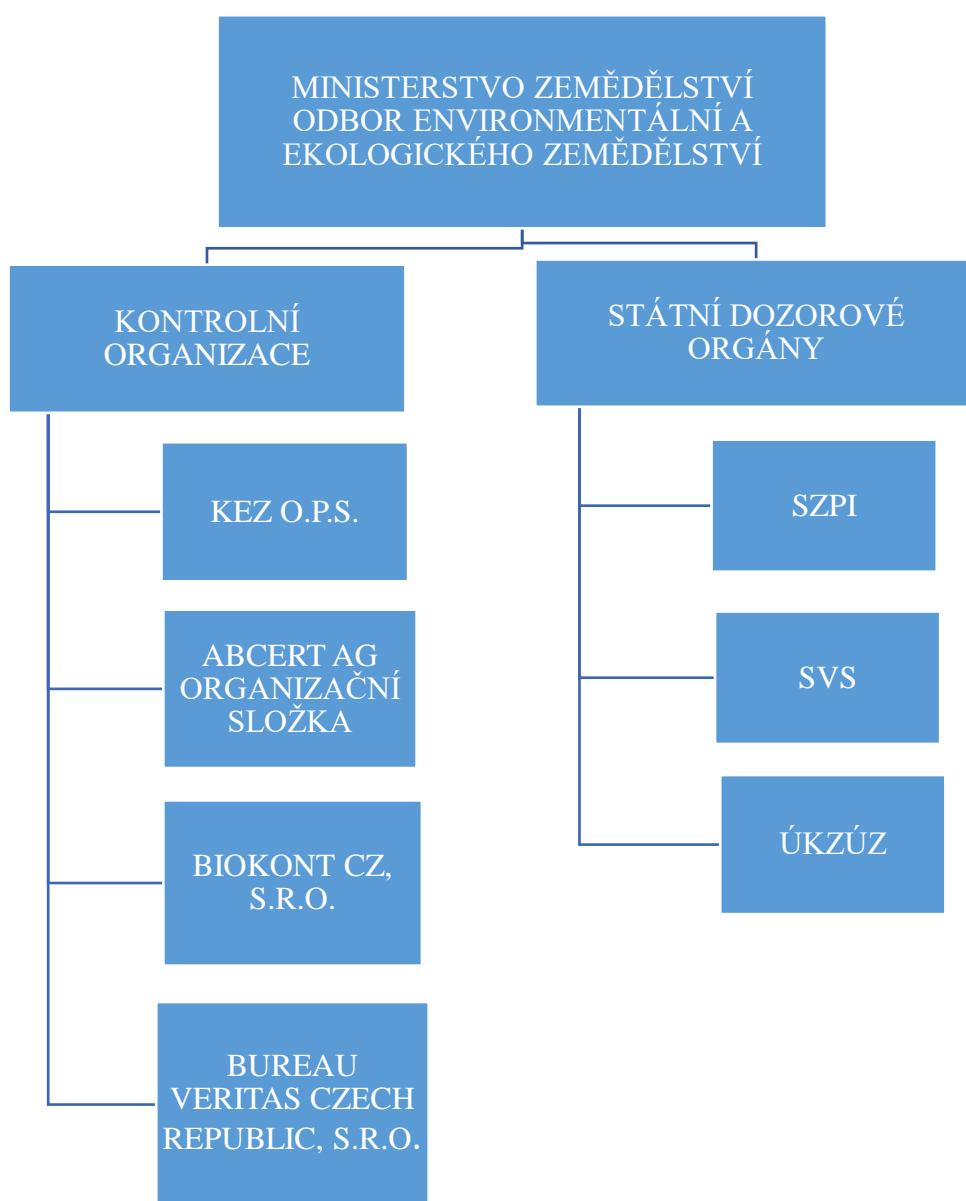 MINISTERSTVO ZEMĚDĚLSTVÍ
ODBOR ENVIRONMENTÁLNÍ A
EKOLOGICKÉHO ZEMĚDĚLSTVÍ
KONTROLNÍ
ORGANIZACE
KEZ O.P.S.
ABCERT AG
ORGANIZAČNÍ
SLOŽKA
BIOKONT CZ,
S.R.O.
BUREAU
VERITAS CZECH
REPUBLIC, S.R.O.
STÁTNÍ DOZOROVÉ
ORGÁNY
SZPI
SVS
ÚKZÚZ